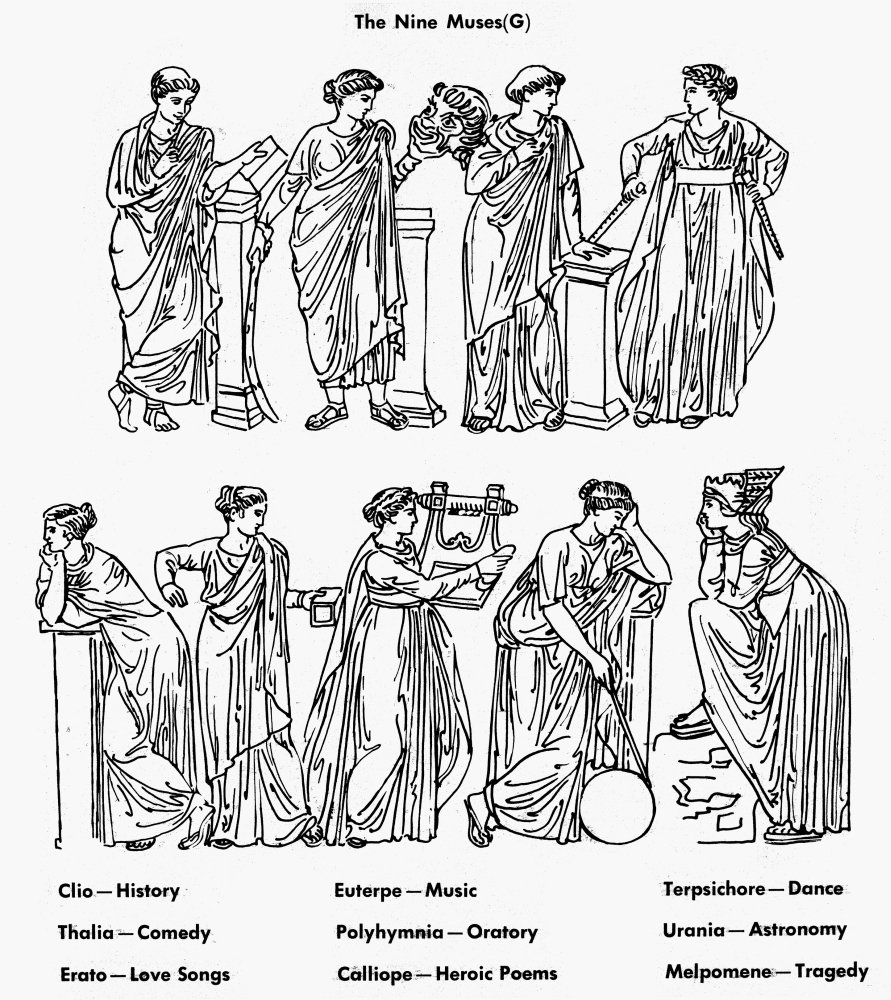 The Nine Muses(G)
Clio—History Euterpe—Music Terpsichore—Dance
Thalia—Comedy Polyhymnia—Oratory Urania—Astronomy
Erato—Love Songs Calliope—Heroic Poems Melpomene—Tragedy